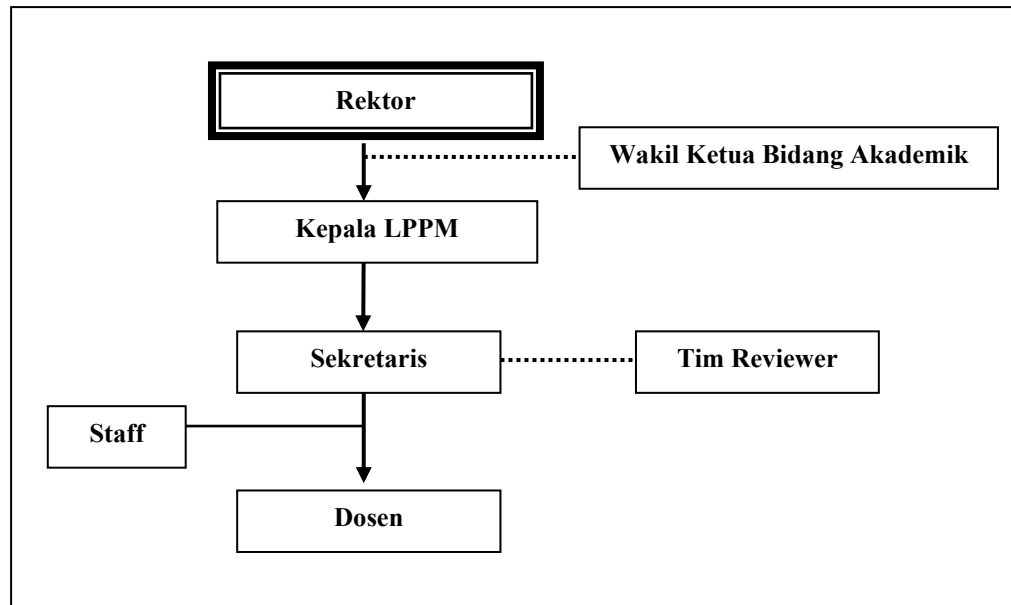 Rektor
Wakil Ketua Bidang Akademik
Kepala LPPM
Sekretaris
Tim Reviewer
Staff
Dosen